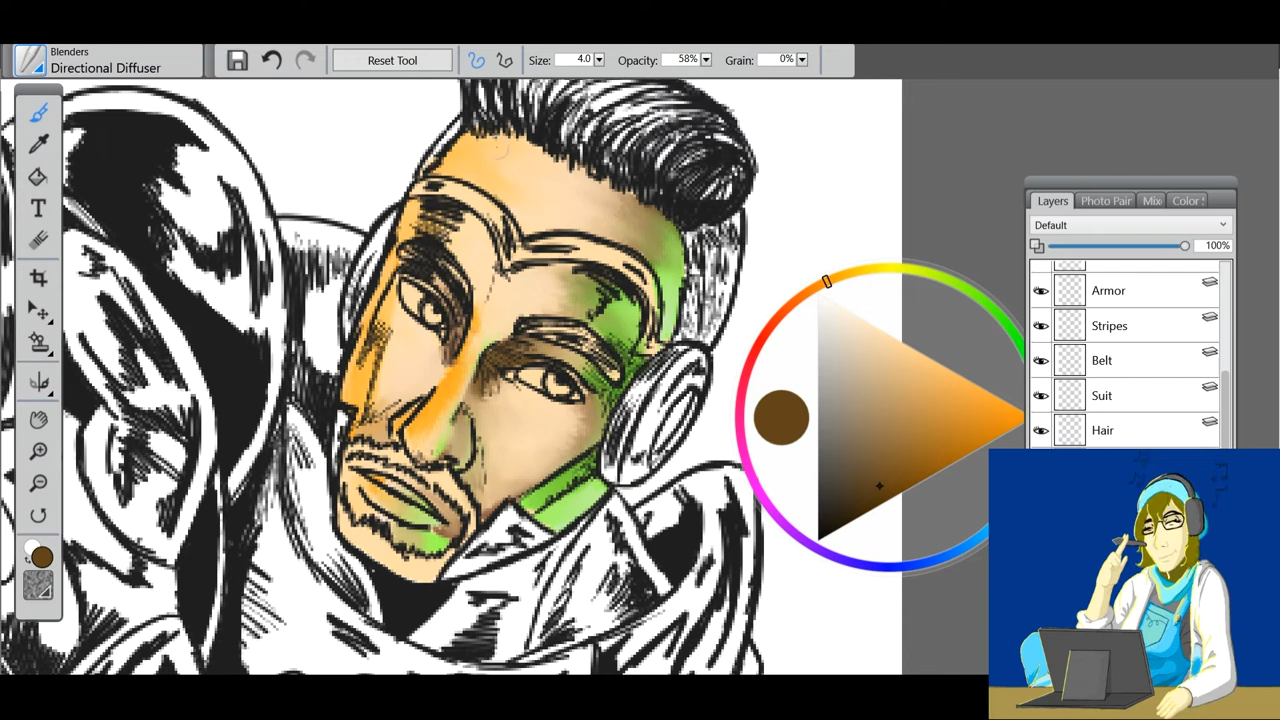 Blenders
Directional Diffuser
Reset Tool
Size: 4.0
Opacity: 58%
Grain: 0%
Layers
Photo Pair
Mix
Color
Default
100%
Armor
Stripes
Belt
Suit
Hair
T